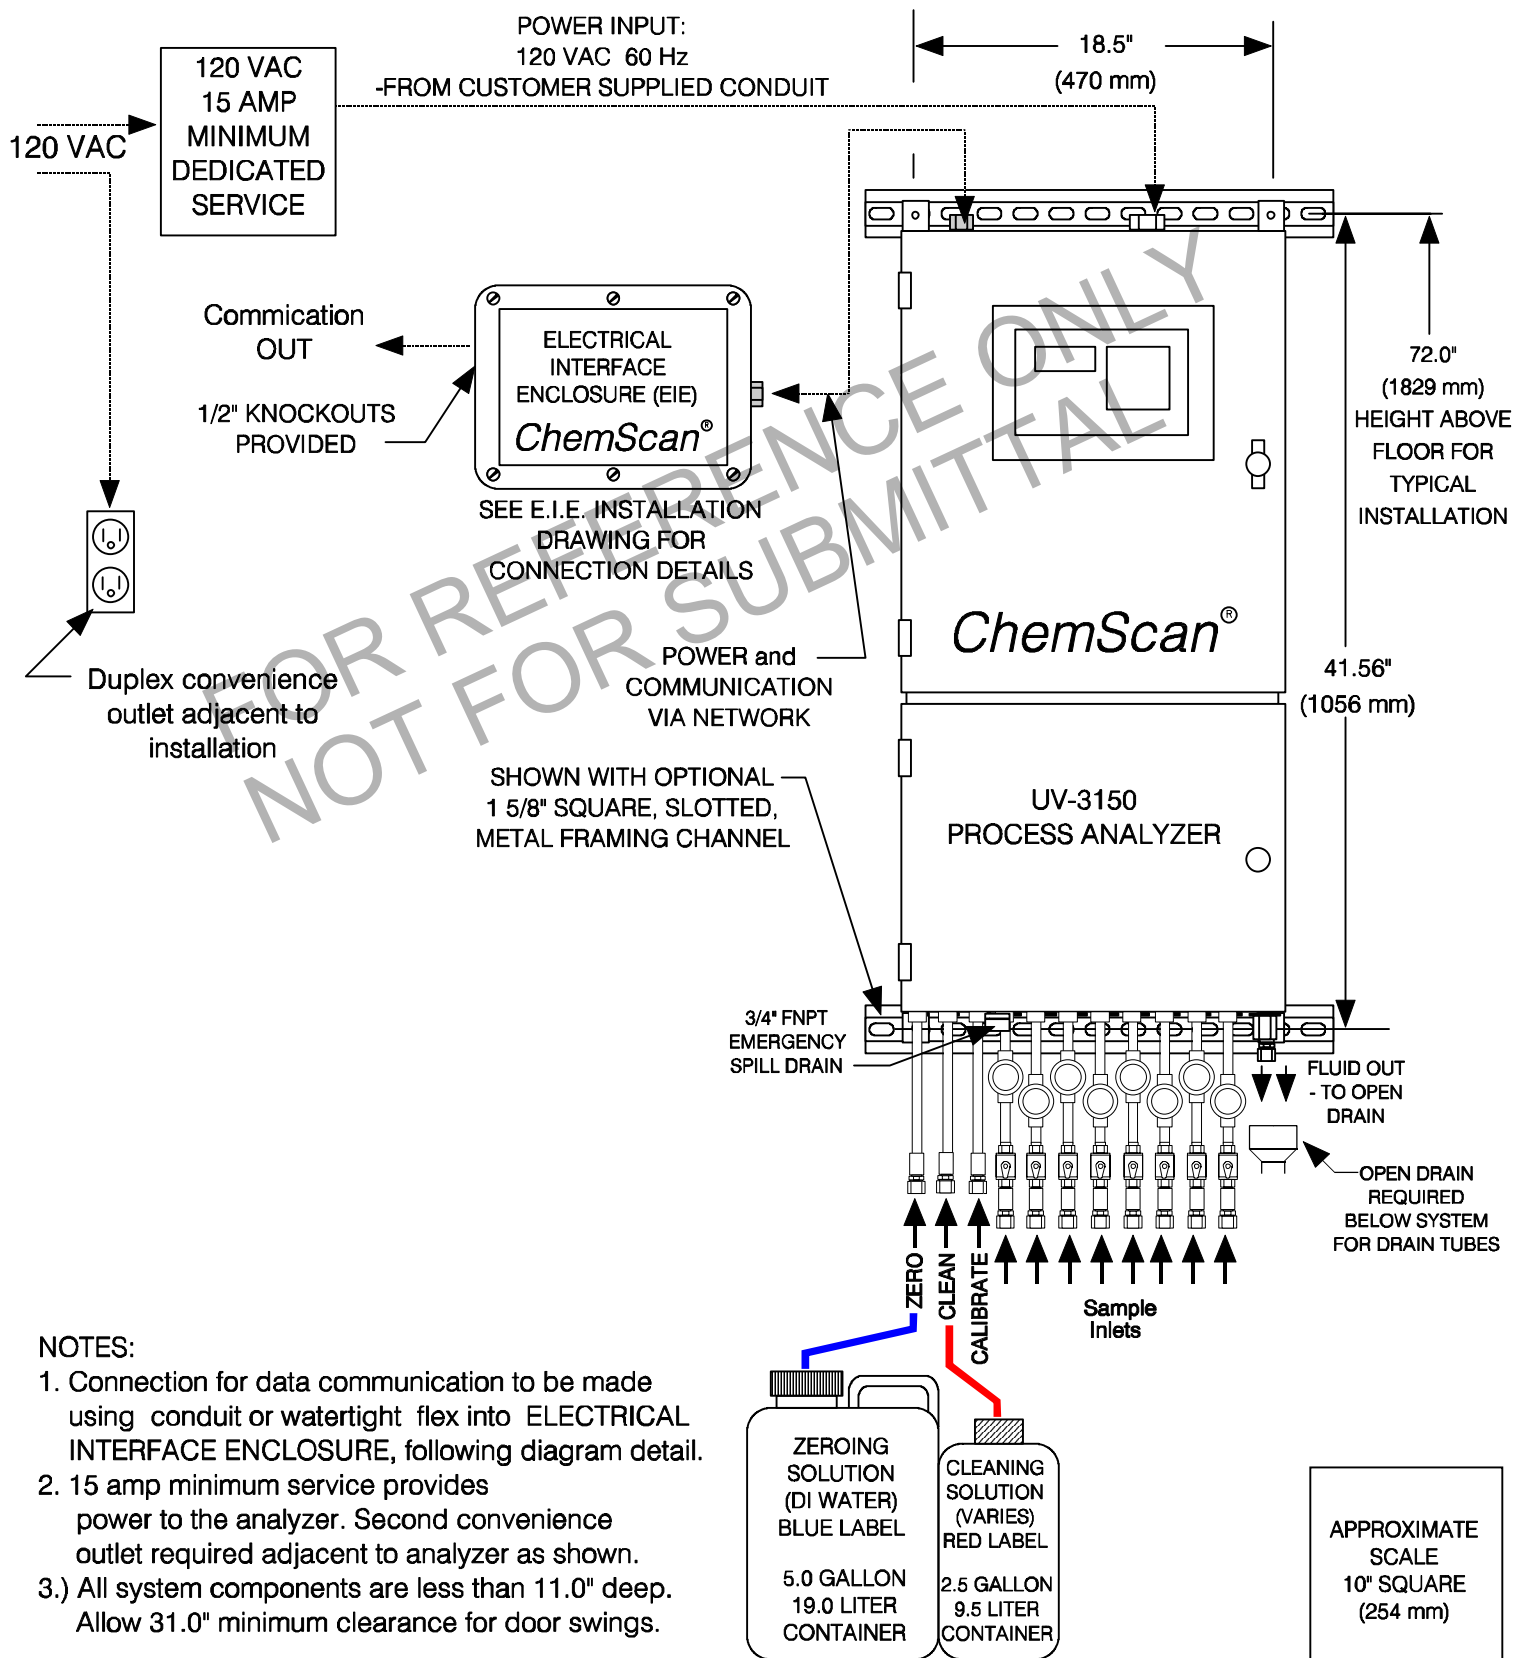 POWER INPUT:
120 VAC  60 Hz
-FROM CUSTOMER SUPPLIED CONDUIT
18.5"
(470 mm)
120 VAC
120 VAC
15 AMP
MINIMUM
DEDICATED
SERVICE
Commication
OUT
1/2" KNOCKOUTS
PROVIDED
ELECTRICAL
INTERFACE
ENCLOSURE (EIE)
ChemScan®
SEE E.I.E. INSTALLATION
DRAWING FOR
CONNECTION DETAILS
72.0"
(1829 mm)
HEIGHT ABOVE
FLOOR FOR
TYPICAL
INSTALLATION
FOR REFERENCE ONLY
NOT FOR SUBMITTAL
Duplex convenience
outlet adjacent to
installation
POWER and
COMMUNICATION
VIA NETWORK
ChemScan®
41.56"
(1056 mm)
SHOWN WITH OPTIONAL
1 5/8" SQUARE, SLOTTED,
METAL FRAMING CHANNEL
UV-3150
PROCESS ANALYZER
3/4" FNPT
EMERGENCY
SPILL DRAIN
FLUID OUT
- TO OPEN
DRAIN
OPEN DRAIN
REQUIRED
BELOW SYSTEM
FOR DRAIN TUBES
ZERO
CLEAN
CALIBRATE
Sample
Inlets
NOTES:
1. Connection for data communication to be made
using  conduit or watertight  flex into  ELECTRICAL
INTERFACE ENCLOSURE, following diagram detail.
2. 15 amp minimum service provides
power to the analyzer. Second convenience
outlet required adjacent to analyzer as shown.
3.) All system components are less than 11.0" deep.
Allow 31.0" minimum clearance for door swings.
ZEROING
SOLUTION
(DI WATER)
BLUE LABEL
5.0 GALLON
19.0 LITER
CONTAINER
CLEANING
SOLUTION
(VARIES)
RED LABEL
2.5 GALLON
9.5 LITER
CONTAINER
APPROXIMATE
SCALE
10" SQUARE
(254 mm)